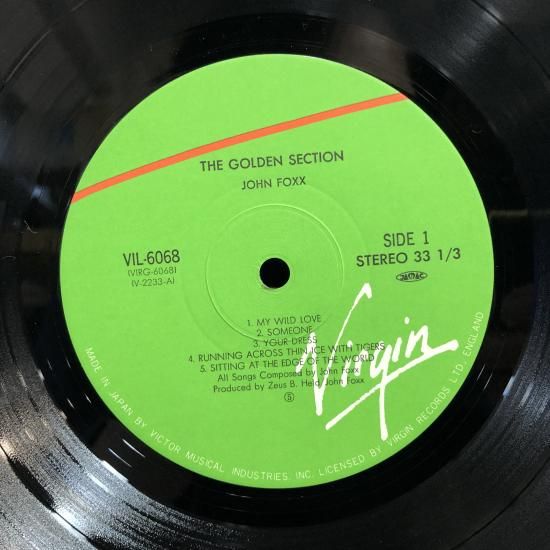 THE GOLDEN SECTION
JOHN FOXX
VIL-6068
(VIRG-6068)
(V-2233-A)
SIDE 1
STEREO 33 1/3
1. MY WILD LOVE
2. SOMEONE
3. YOUR DRESS
4. RUNNING ACROSS THIN ICE WITH TIGERS
5. SITTING AT THE EDGE OF THE WORLD
All Songs Composed by John Foxx
Produced by Zeus B. Held, John Foxx
Virgin
MADE IN JAPAN BY VICTOR MUSICAL INDUSTRIES, INC. LICENSED BY VIRGIN RECORDS LTD, ENGLAND